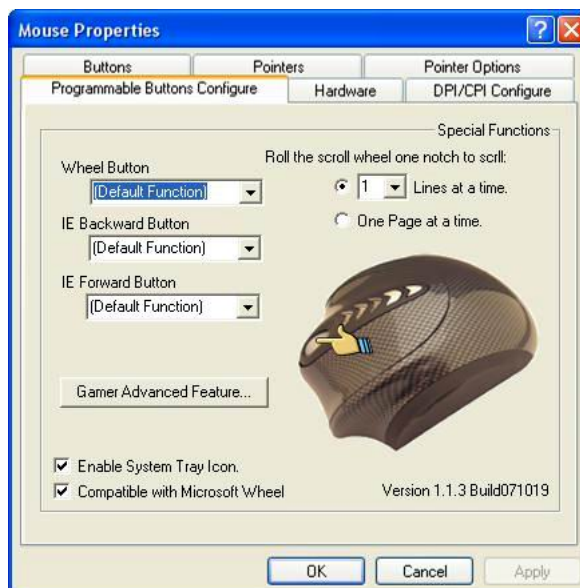 Mouse Properties
Buttons Pointers Pointer Options
Programmable Buttons Configure Hardware DPI/CPI Configure
Special Functions
Wheel Button
(Default Function)
IE Backward Button
(Default Function)
IE Forward Button
(Default Function)
Roll the scroll wheel one notch to scrll:
1 Lines at a time.
One Page at a time.
Gamer Advanced Feature...
Enable System Tray Icon.
Compatible with Microsoft Wheel
Version 1.1.3 Build071019
OK Cancel Apply